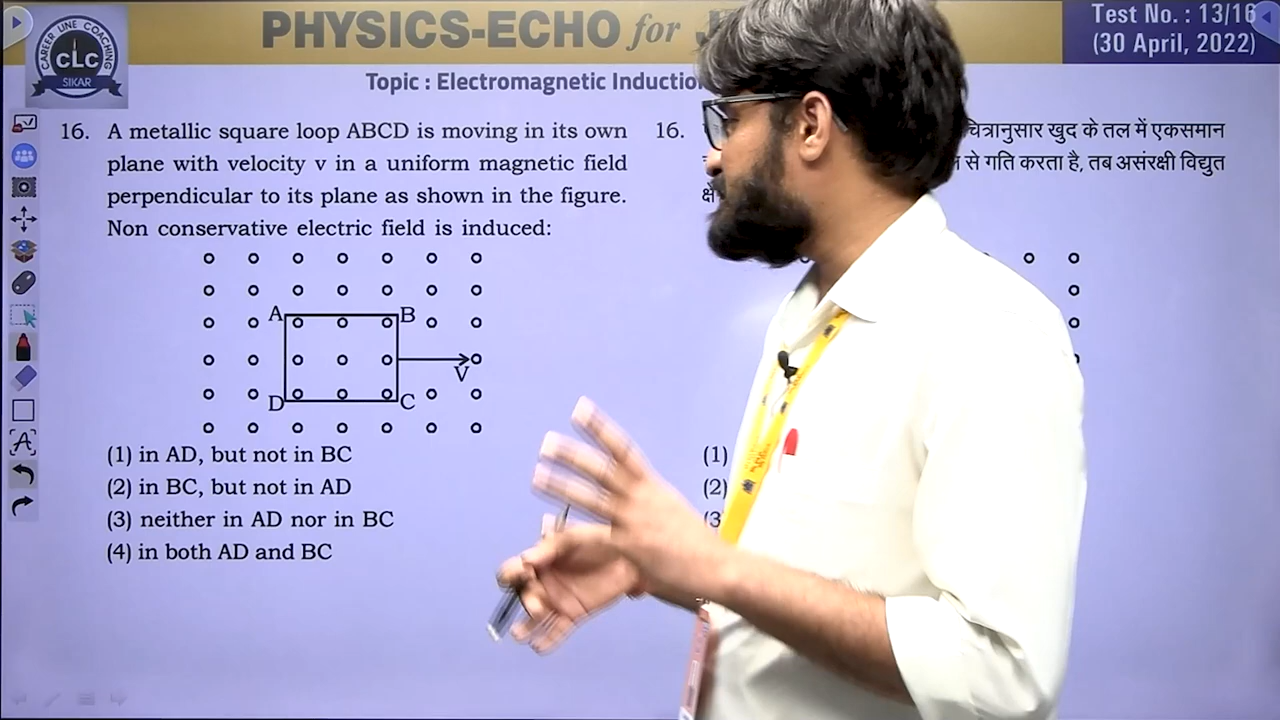 PHYSICS-ECHO for
Test No. : 13/16
(30 April, 2022)
CAREER LINE COACHING
CLC
SIKAR
Topic : Electromagnetic Induction
16. A metallic square loop ABCD is moving in its own
plane with velocity v in a uniform magnetic field
perpendicular to its plane as shown in the figure.
Non conservative electric field is induced:
A B
V
D C
(1) in AD, but not in BC
(2) in BC, but not in AD
(3) neither in AD nor in BC
(4) in both AD and BC
16. चित्रानुसार खुद के तल में एकसमान
से गति करता है, तब असंरक्षी विद्युत
(1)
(2)
(3